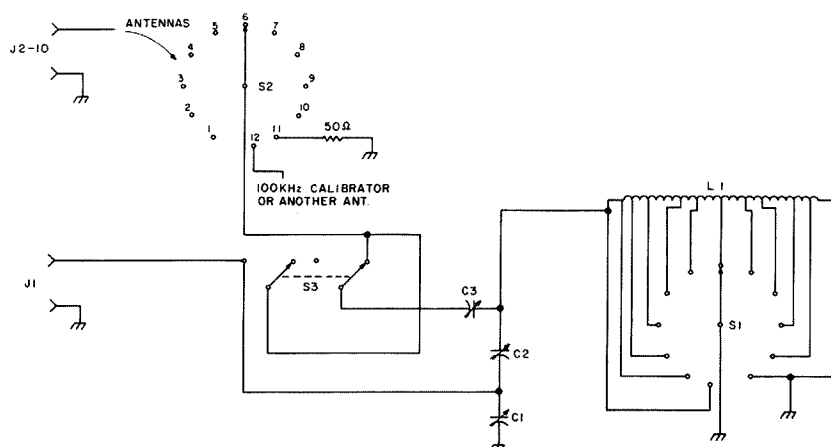 ANTENNAS
J2-10
5
6
7
4
8
3
S2
9
2
10
1
12
11
50Ω
100KHz CALIBRATOR
OR ANOTHER ANT.
L1
J1
S3
C3
S1
C2
C1